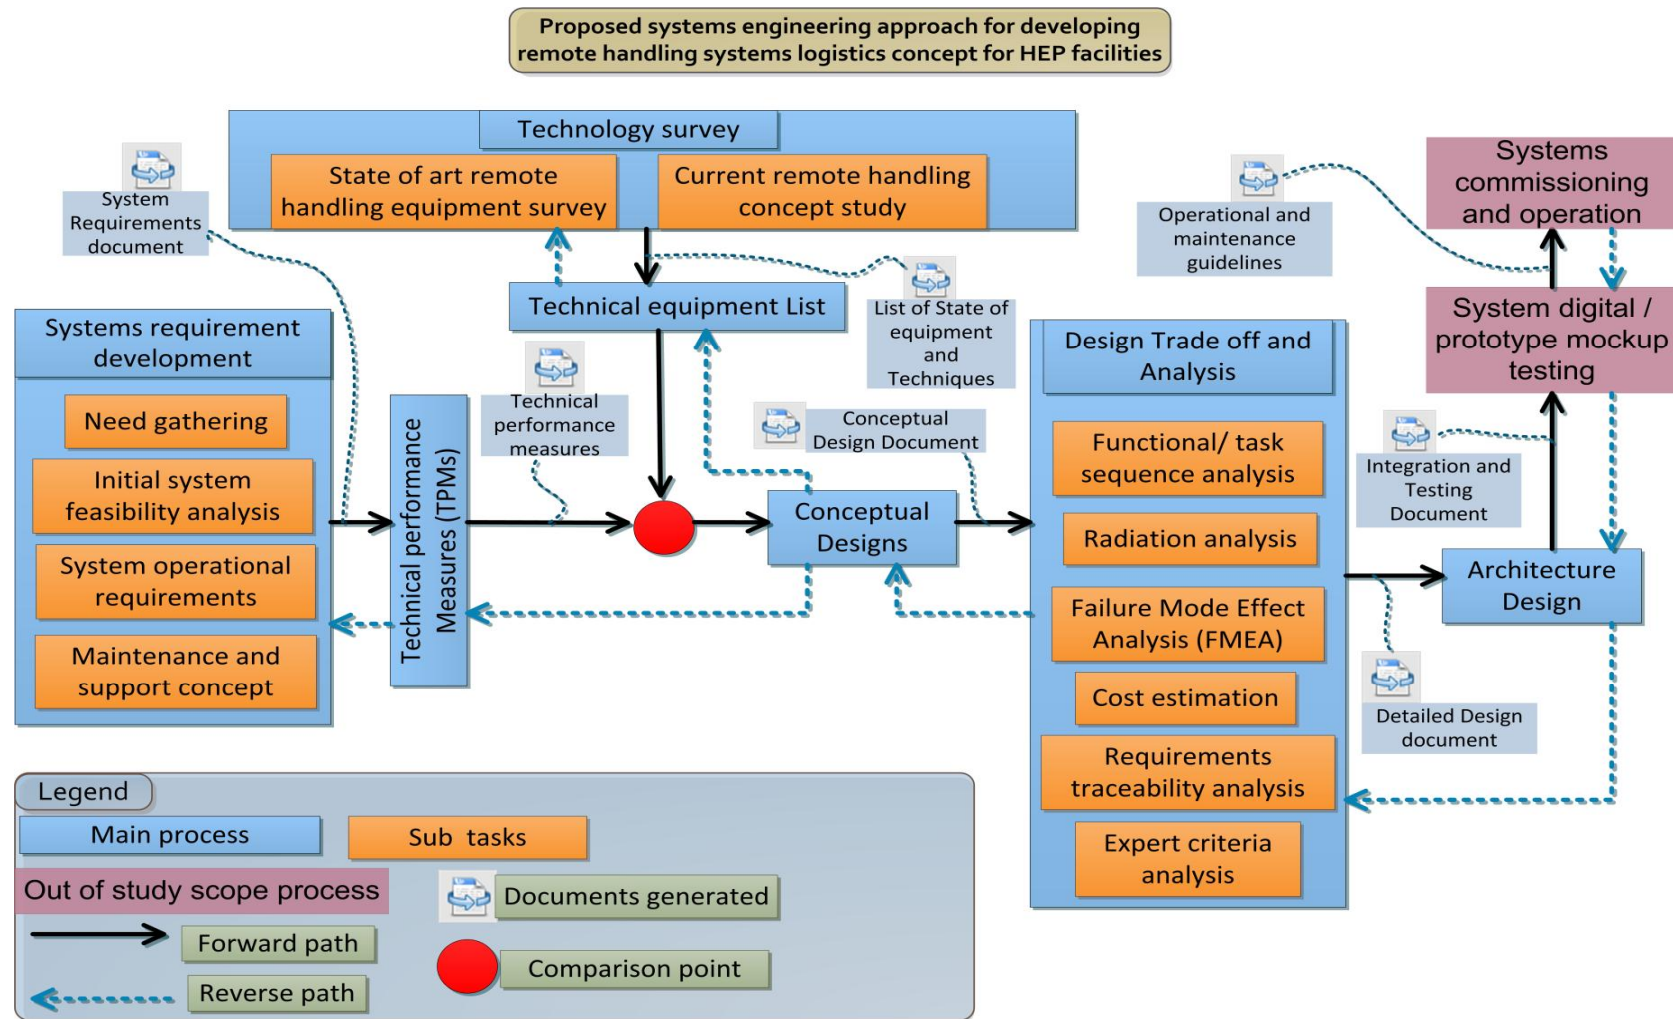 Proposed systems engineering approach for developing
remote handling systems logistics concept for HEP facilities
Technology survey
State of art remote
handling equipment survey
Current remote handling
concept study
System
Requirements
document
Systems
commissioning
and operation
Operational and
maintenance
guidelines
Technical equipment List
List of State of
equipment
and
Techniques
System digital /
prototype mockup
testing
Systems requirement
development
Need gathering
Initial system
feasibility analysis
System operational
requirements
Maintenance and
support concept
Technical performance
Measures (TPMs)
Technical
performance
measures
Conceptual
Design Document
Conceptual
Designs
Design Trade off and
Analysis
Functional/ task
sequence analysis
Radiation analysis
Failure Mode Effect
Analysis (FMEA)
Cost estimation
Requirements
traceability analysis
Expert criteria
analysis
Integration and
Testing
Document
Architecture
Design
Detailed Design
document
Legend
Main process
Sub tasks
Out of study scope process
Documents generated
Forward path
Comparison point
Reverse path